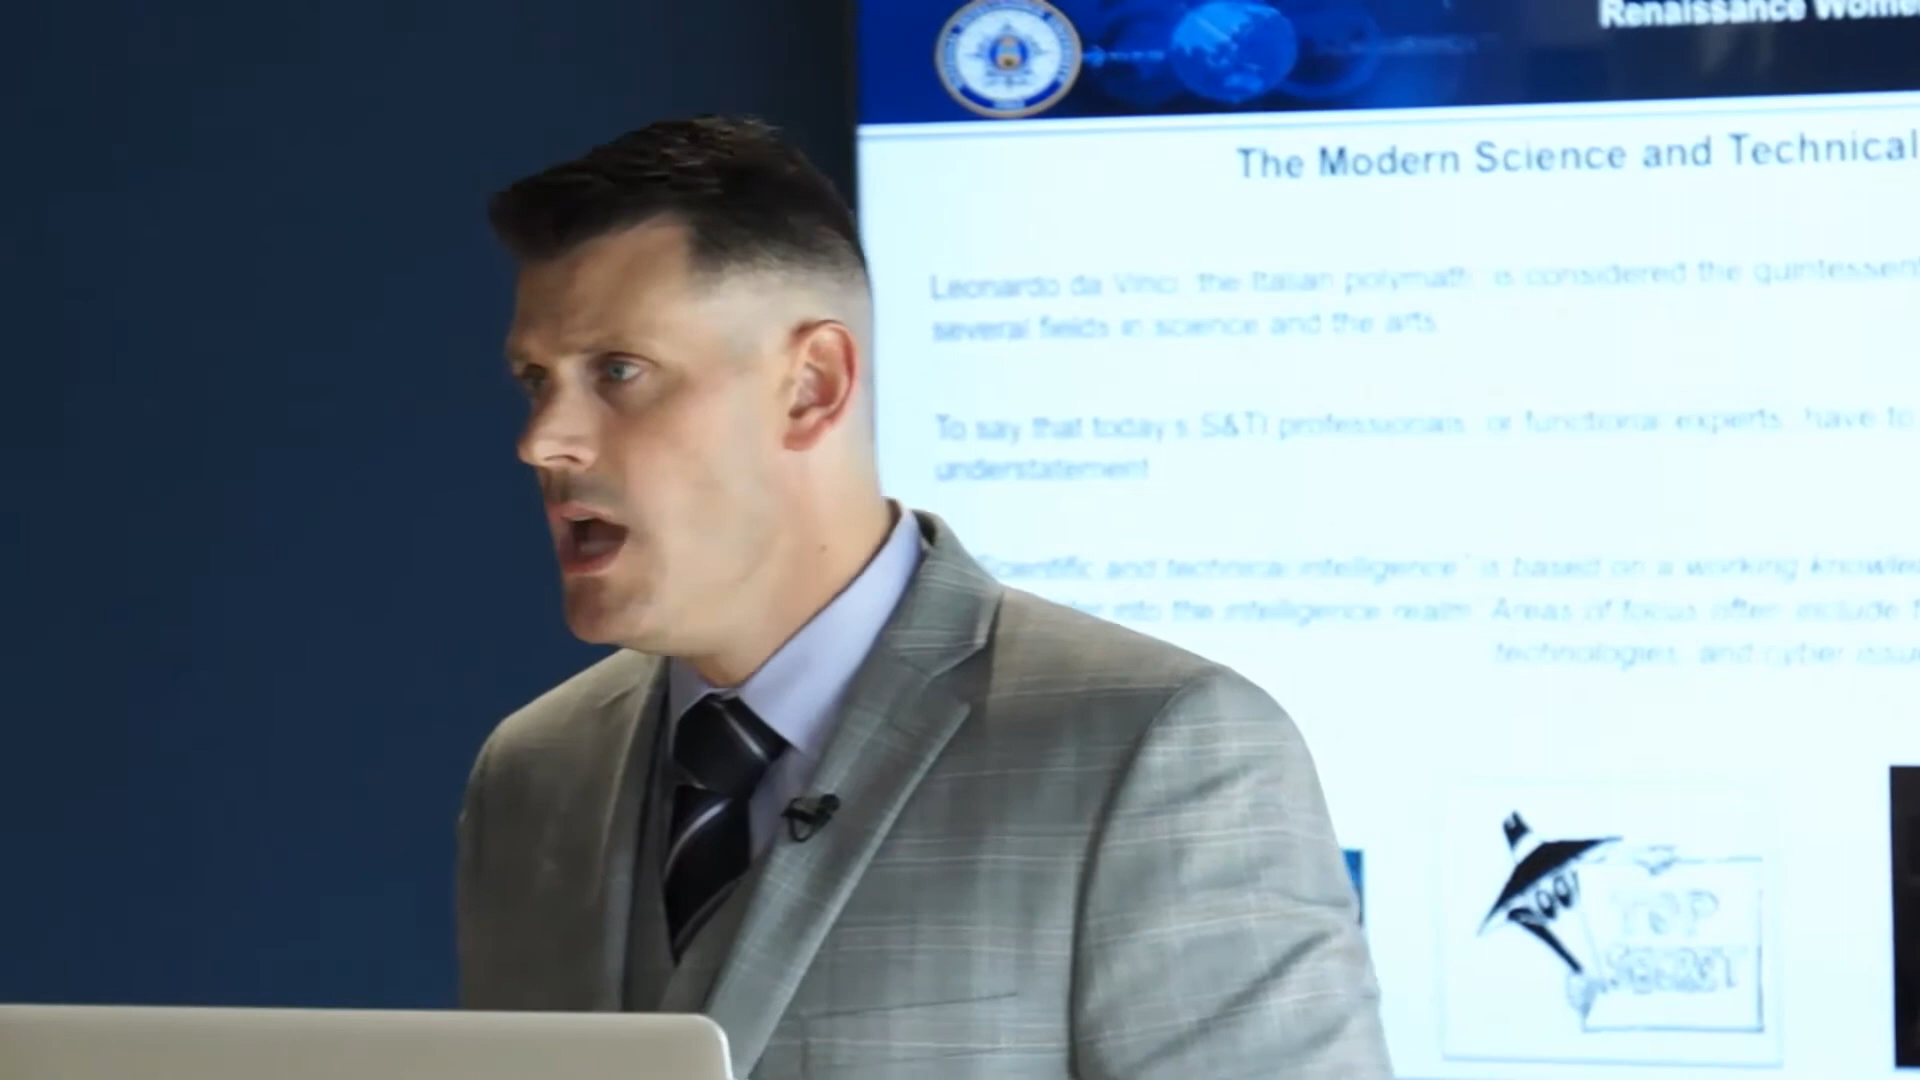 Renaissance Wome
The Modern Science and Technical
Leonardo da Vinci, the Italian polymath, is considered the quintessent
several fields in science and the arts.
To say that today's S&TI professionals, or functional experts, have to
understatement.
Scientific and technical intelligence" is based on a working knowle
into the intelligence realm. Areas of focus often include
technologies, and cyber issu
TOP
SECRET